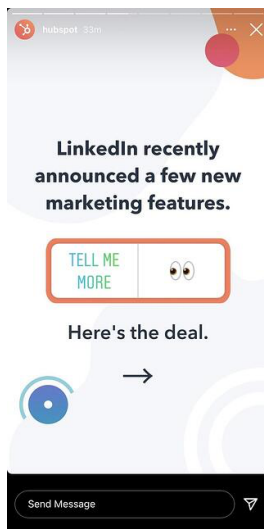 hubspot 33m
LinkedIn recently
announced a few new
marketing features.
TELL ME
MORE
👀
Here's the deal.
→
Send Message